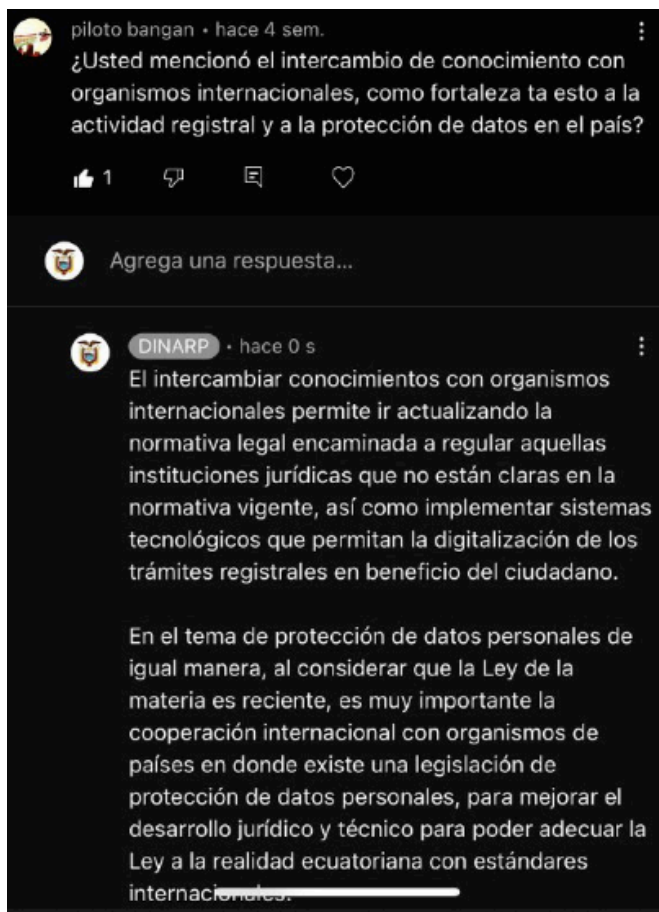 piloto bangan • hace 4 sem.
¿Usted mencionó el intercambio de conocimiento con
organismos internacionales, como fortaleza ta esto a la
actividad registral y a la protección de datos en el país?
1
Agrega una respuesta...
DINARP • hace 0 s
El intercambiar conocimientos con organismos
internacionales permite ir actualizando la
normativa legal encaminada a regular aquellas
instituciones jurídicas que no están claras en la
normativa vigente, así como implementar sistemas
tecnológicos que permitan la digitalización de los
trámites registrales en beneficio del ciudadano.
En el tema de protección de datos personales de
igual manera, al considerar que la Ley de la
materia es reciente, es muy importante la
cooperación internacional con organismos de
países en donde existe una legislación de
protección de datos personales, para mejorar el
desarrollo jurídico y técnico para poder adecuar la
Ley a la realidad ecuatoriana con estándares
internacionales.